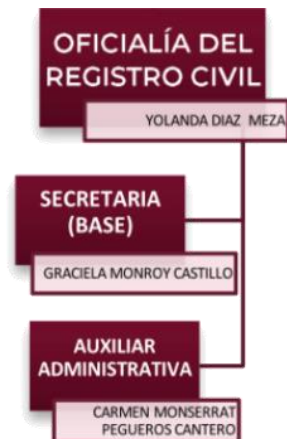 OFICIALÍA DEL
REGISTRO CIVIL
YOLANDA DIAZ MEZA
SECRETARIA
(BASE)
GRACIELA MONROY CASTILLO
AUXILIAR
ADMINISTRATIVA
CARMEN MONSERRAT
PEGUEROS CANTERO